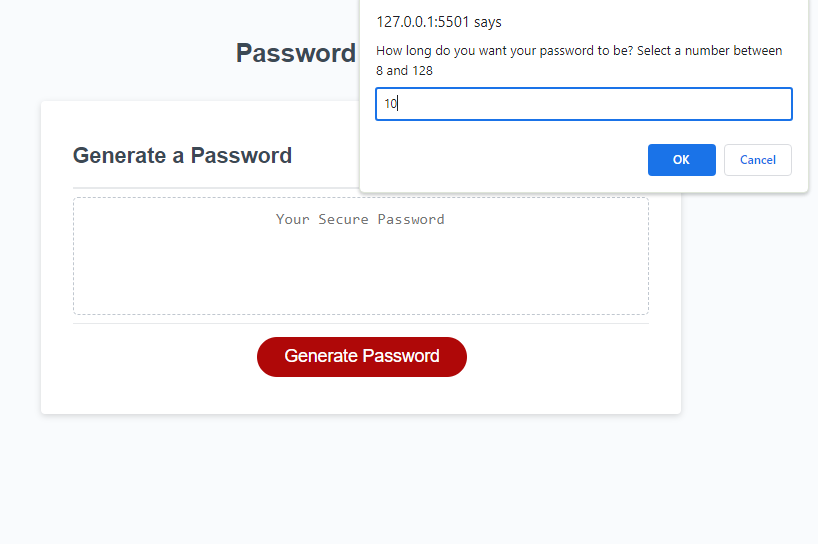 127.0.0.1:5501 says
How long do you want your password to be? Select a number between
8 and 128
10
OK
Cancel
Password
Generate a Password
Your Secure Password
Generate Password